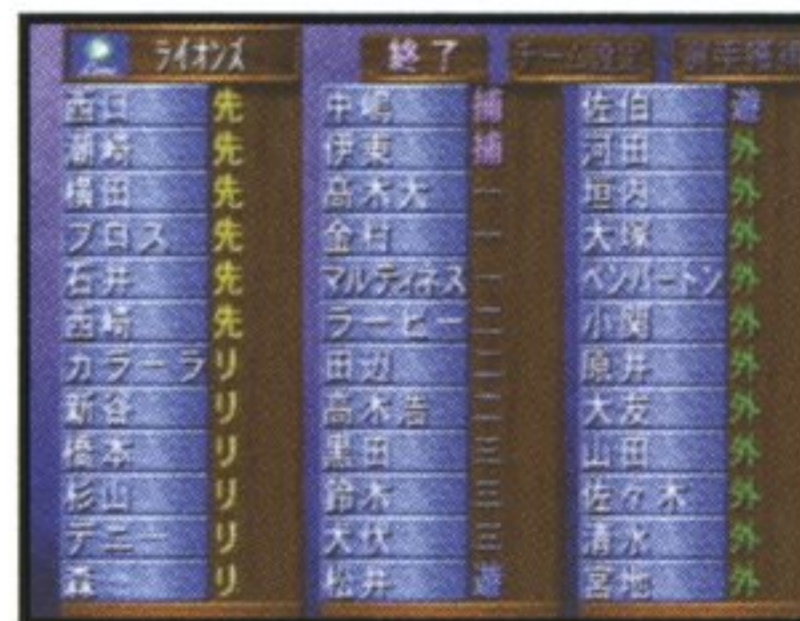 ライオンズ 終了 チーム設定 選手獲得
西口 先 中嶋 捕 佐伯 遊
潮崎 先 伊東 捕 河田 外
横田 先 高木大 一 垣内 外
ブロス 先 金村 一 大塚 外
石井 先 マルティネス 一 ペンバートン 外
西崎 先 ラービー 二 小関 外
カラーラ リ 田辺 二 原井 外
新谷 リ 高木浩 二 大友 外
橋本 リ 黒田 三 山田 外
杉山 リ 鈴木 三 佐々木 外
デニー リ 犬伏 三 清水 外
森 リ 松井 遊 宮地 外